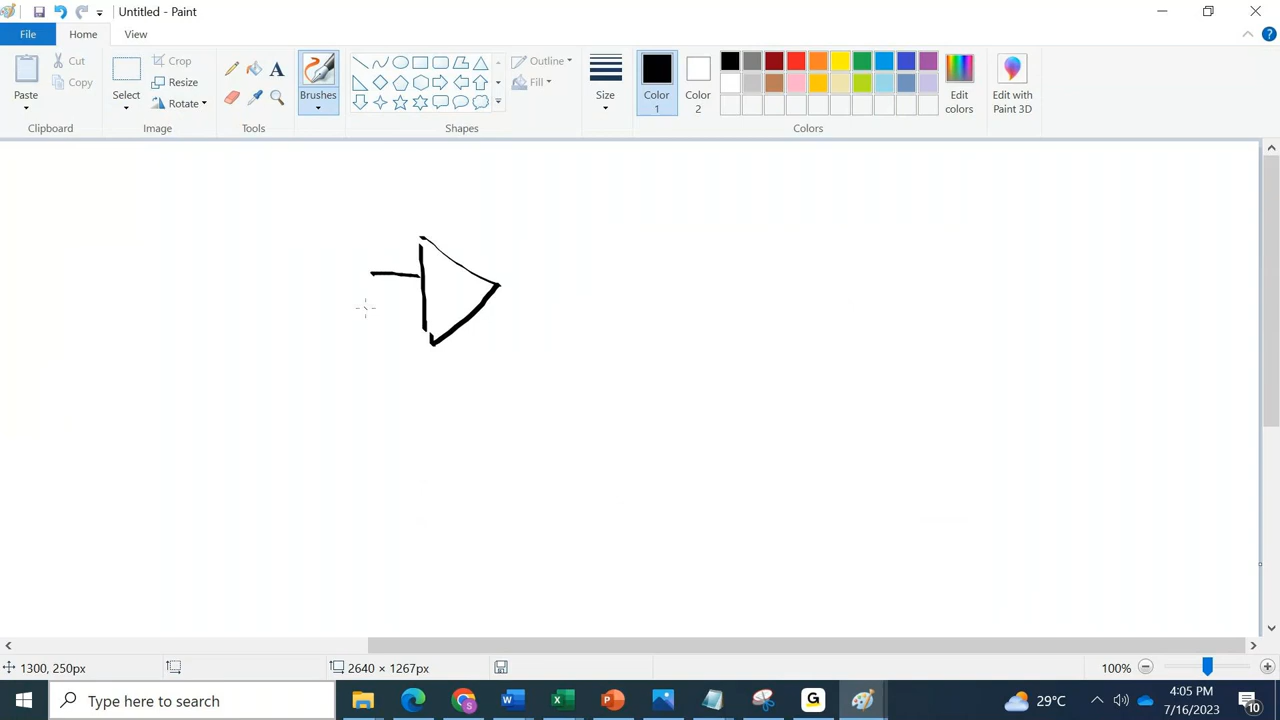 Untitled - Paint
File Home View
Paste
Cut
Copy
Clipboard
Select
Crop
Resize
Rotate
Image
Tools
Brushes
Shapes
Outline
Fill
Size
Color 1
Color 2
Edit colors
Edit with Paint 3D
Colors
1300, 250px
2640 × 1267px
100%
Type here to search
29°C
4:05 PM
7/16/2023
10